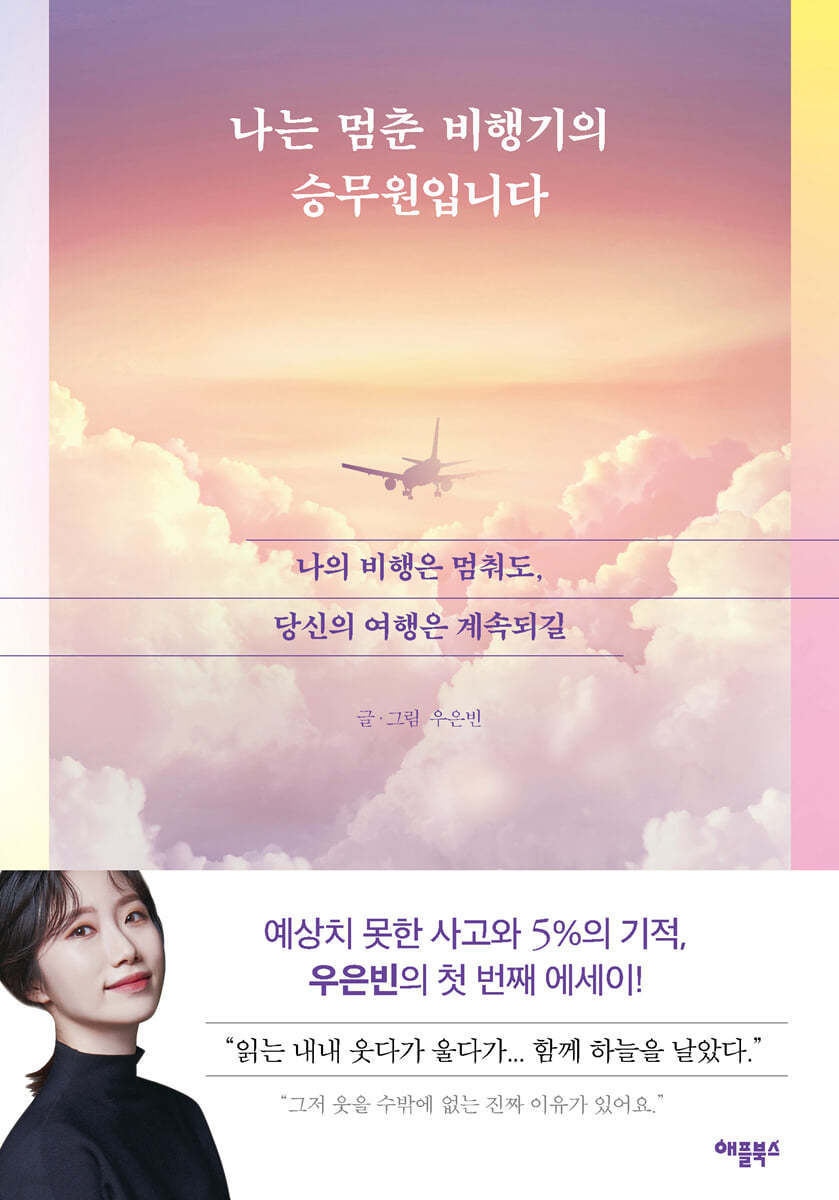 나는 멈춘 비행기의
승무원입니다
나의 비행은 멈춰도,
당신의 여행은 계속되길
글·그림 우은빈
예상치 못한 사고와 5%의 기적,
우은빈의 첫 번째 에세이!
“읽는 내내 웃다가 울다가... 함께 하늘을 날았다.”
“그저 웃을 수밖에 없는 진짜 이유가 있어요.”
애플북스